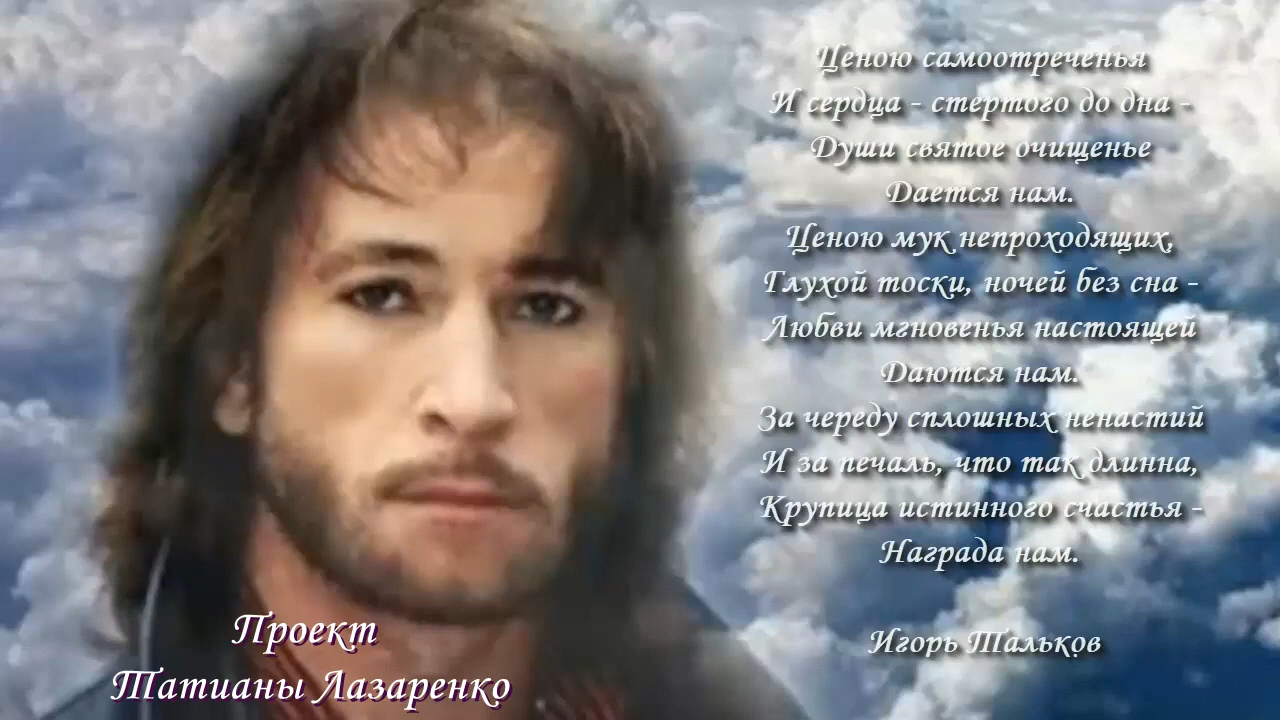 Ценою самоотреченья
И сердца - стертого до дна -
Души святое очищенье
Дается нам.
Ценою мук непроходящих,
Глухой тоски, ночей без сна -
Любви мгновенья настоящей
Даются нам.
За череду сплошных ненастий
И за печаль, что так длинна,
Крупица истинного счастья -
Награда нам.
Игорь Тальков
Проект
Татианы Лазаренко